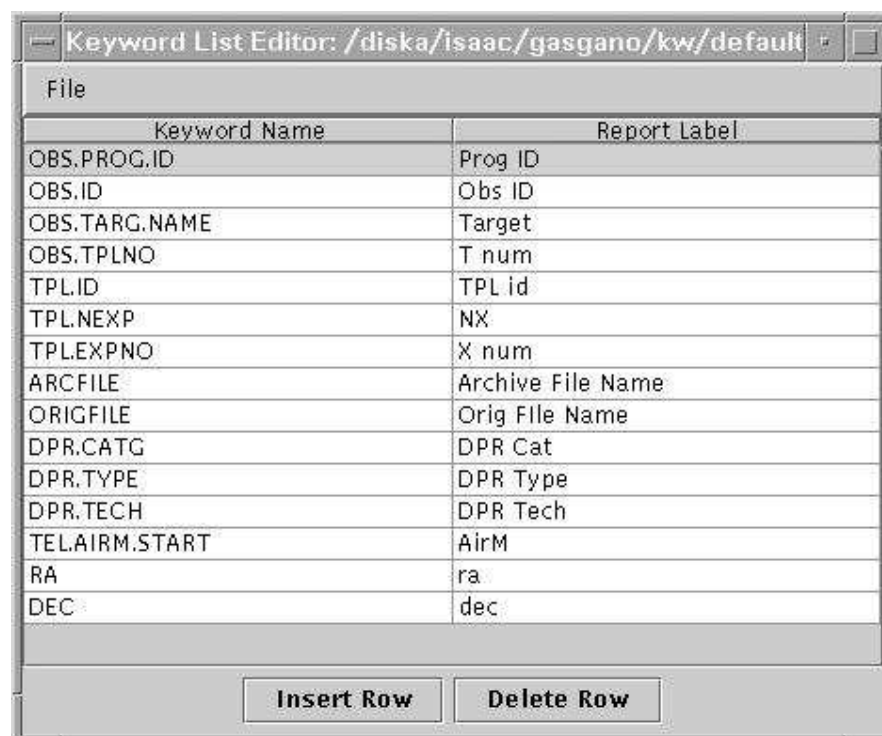 Keyword List Editor: /diska/isaac/gasgano/kw/default
File
Keyword Name Report Label
OBS.PROG.ID Prog ID
OBS.ID Obs ID
OBS.TARG.NAME Target
OBS.TPLNO T num
TPL.ID TPL id
TPL.NEXP NX
TPL.EXPNO X num
ARCFILE Archive File Name
ORIGFILE Orig FIle Name
DPR.CATG DPR Cat
DPR.TYPE DPR Type
DPR.TECH DPR Tech
TEL.AIRM.START AirM
RA ra
DEC dec
Insert Row Delete Row